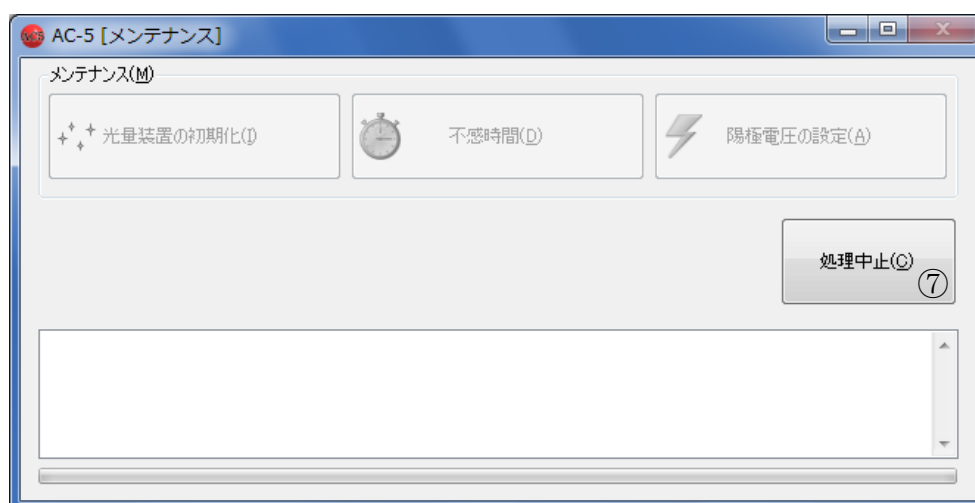 AC-5 [メンテナンス]
メンテナンス(M)
光量装置の初期化(I)
不感時間(D)
陽極電圧の設定(A)
処理中止(C)
⑦